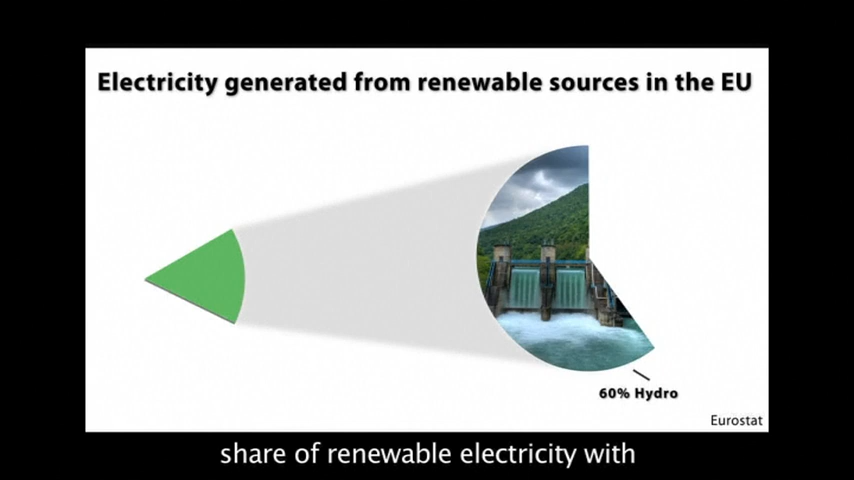 Electricity generated from renewable sources in the EU
60% Hydro
Eurostat
share of renewable electricity with